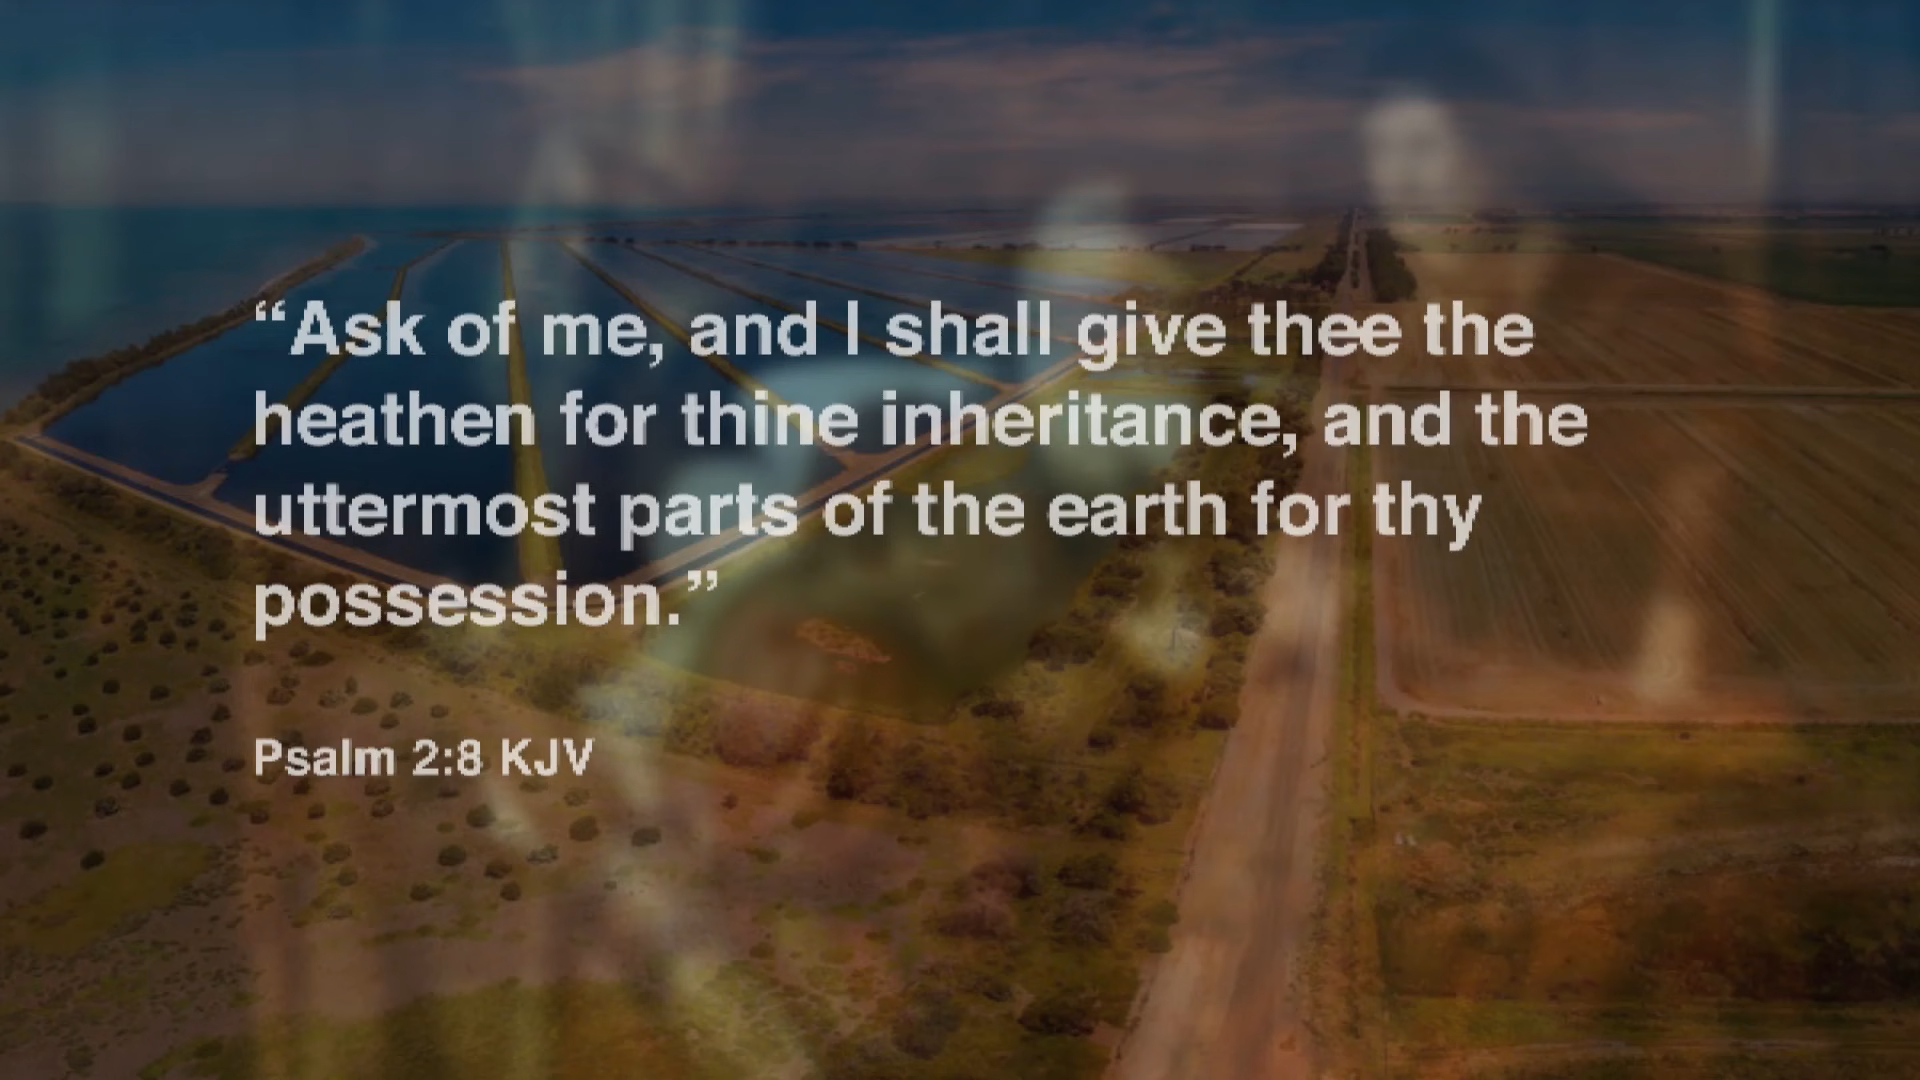 “Ask of me, and I shall give thee the
heathen for thine inheritance, and the
uttermost parts of the earth for thy
possession.”
Psalm 2:8 KJV